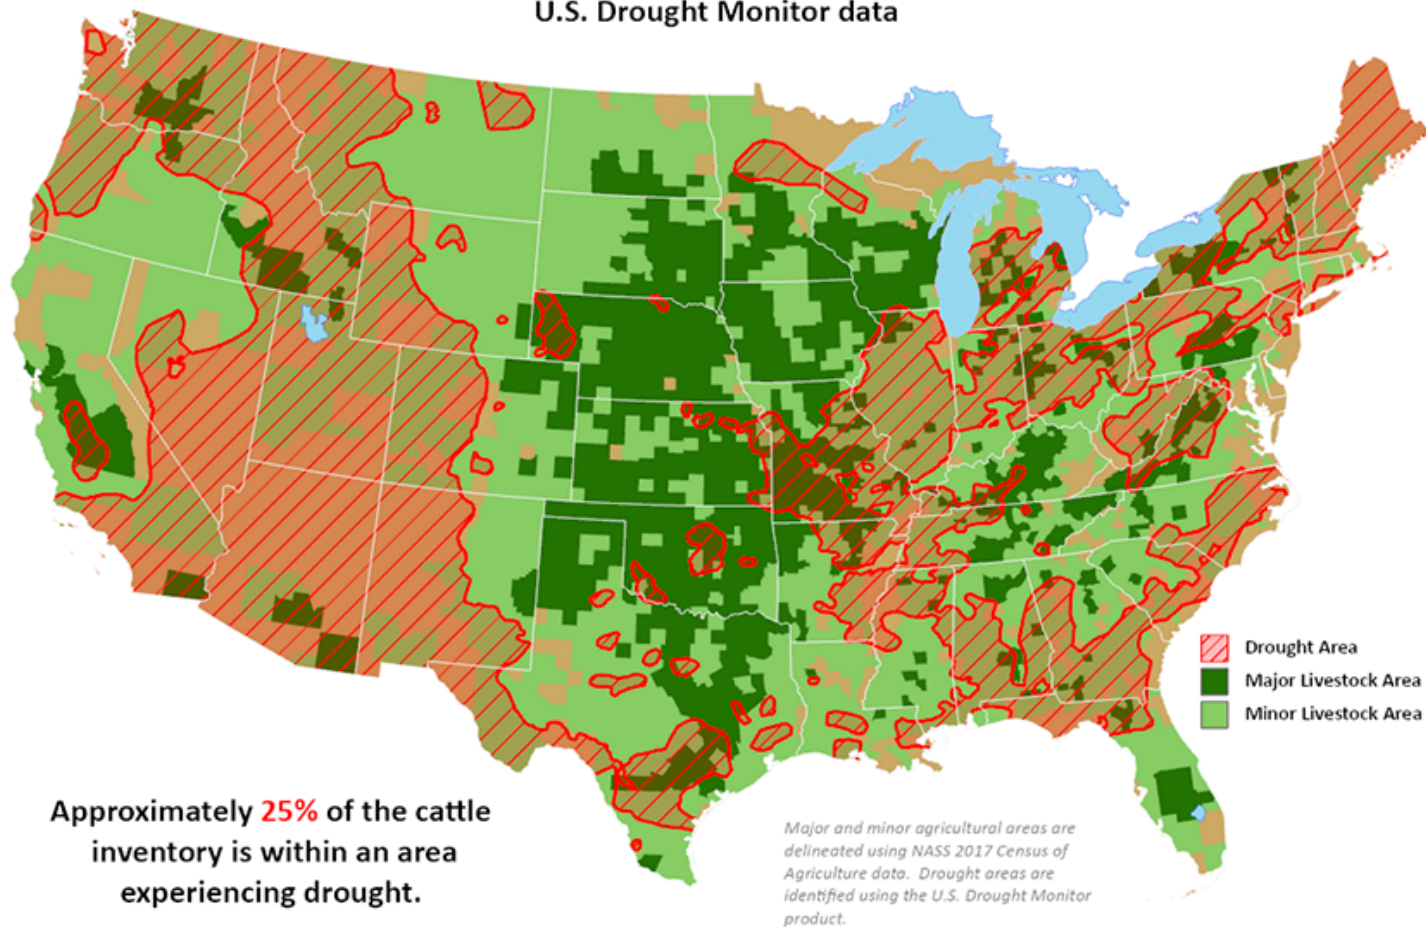 U.S. Drought Monitor data
Drought Area
Major Livestock Area
Minor Livestock Area
Approximately 25% of the cattle
inventory is within an area
experiencing drought.
Major and minor agricultural areas are
delineated using NASS 2017 Census of
Agriculture data. Drought areas are
identified using the U.S. Drought Monitor
product.